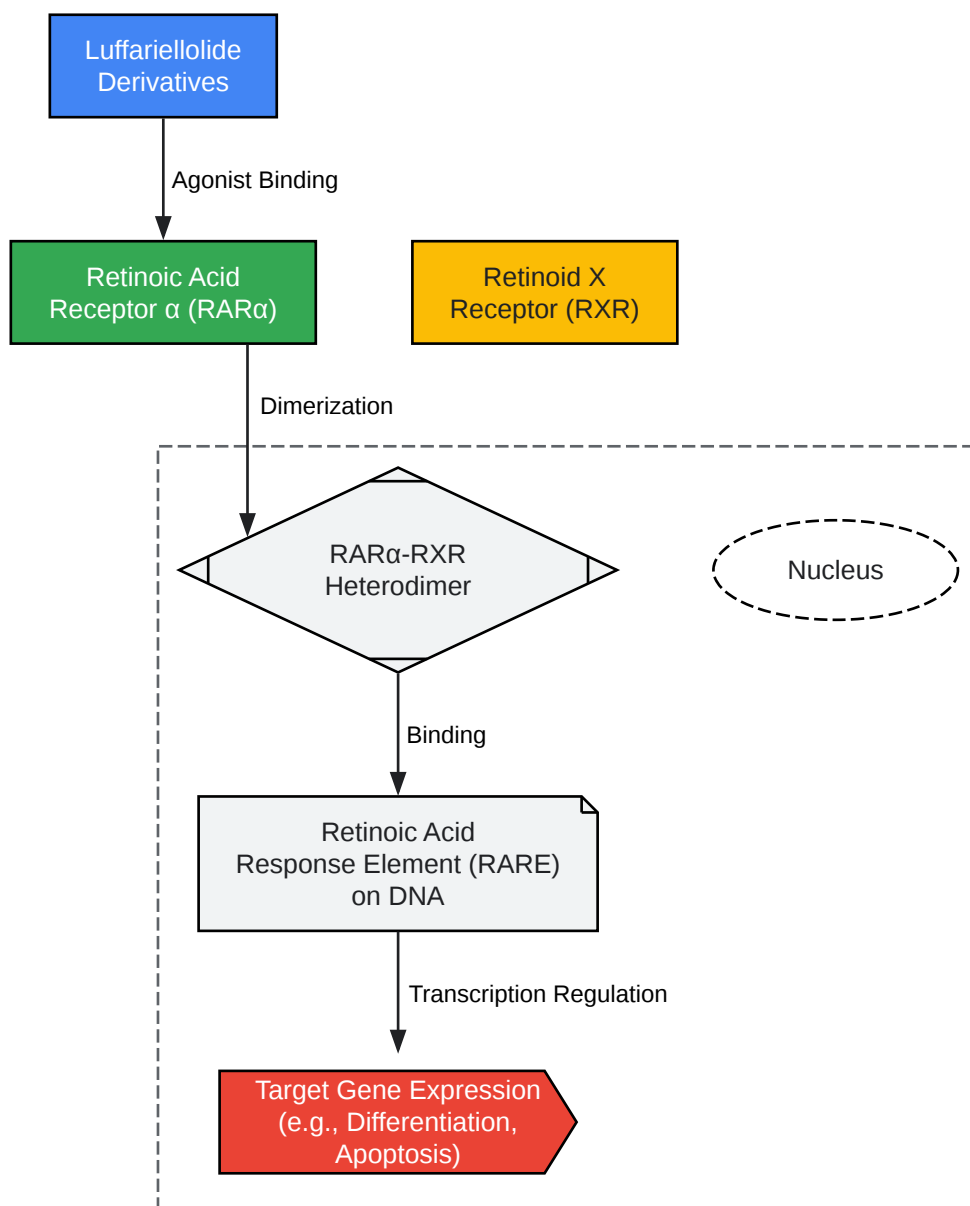 Luffariellolide
Derivatives
Agonist Binding
Retinoic Acid
Receptor α (RARα)
Retinoid X
Receptor (RXR)
Dimerization
RARα-RXR
Heterodimer
Nucleus
Binding
Retinoic Acid
Response Element (RARE)
on DNA
Transcription Regulation
Target Gene Expression
(e.g., Differentiation,
Apoptosis)